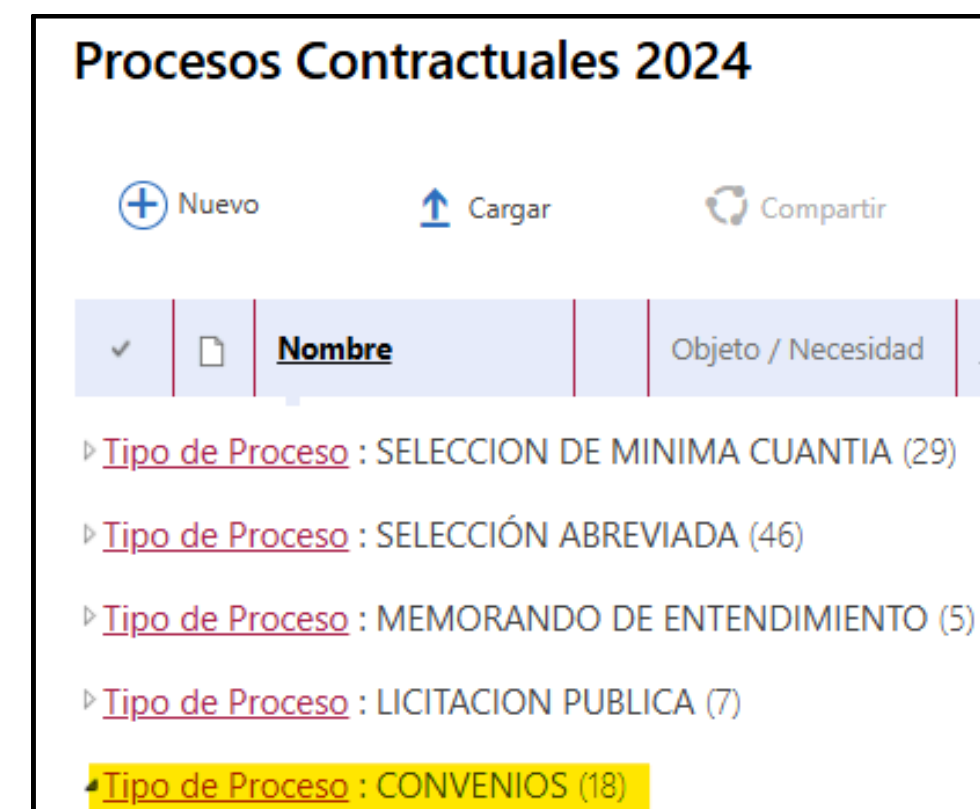 Procesos Contractuales 2024
Nuevo Cargar Compartir
Nombre Objeto / Necesidad
Tipo de Proceso : SELECCION DE MINIMA CUANTIA (29)
Tipo de Proceso : SELECCIÓN ABREVIADA (46)
Tipo de Proceso : MEMORANDO DE ENTENDIMIENTO (5)
Tipo de Proceso : LICITACION PUBLICA (7)
Tipo de Proceso : CONVENIOS (18)